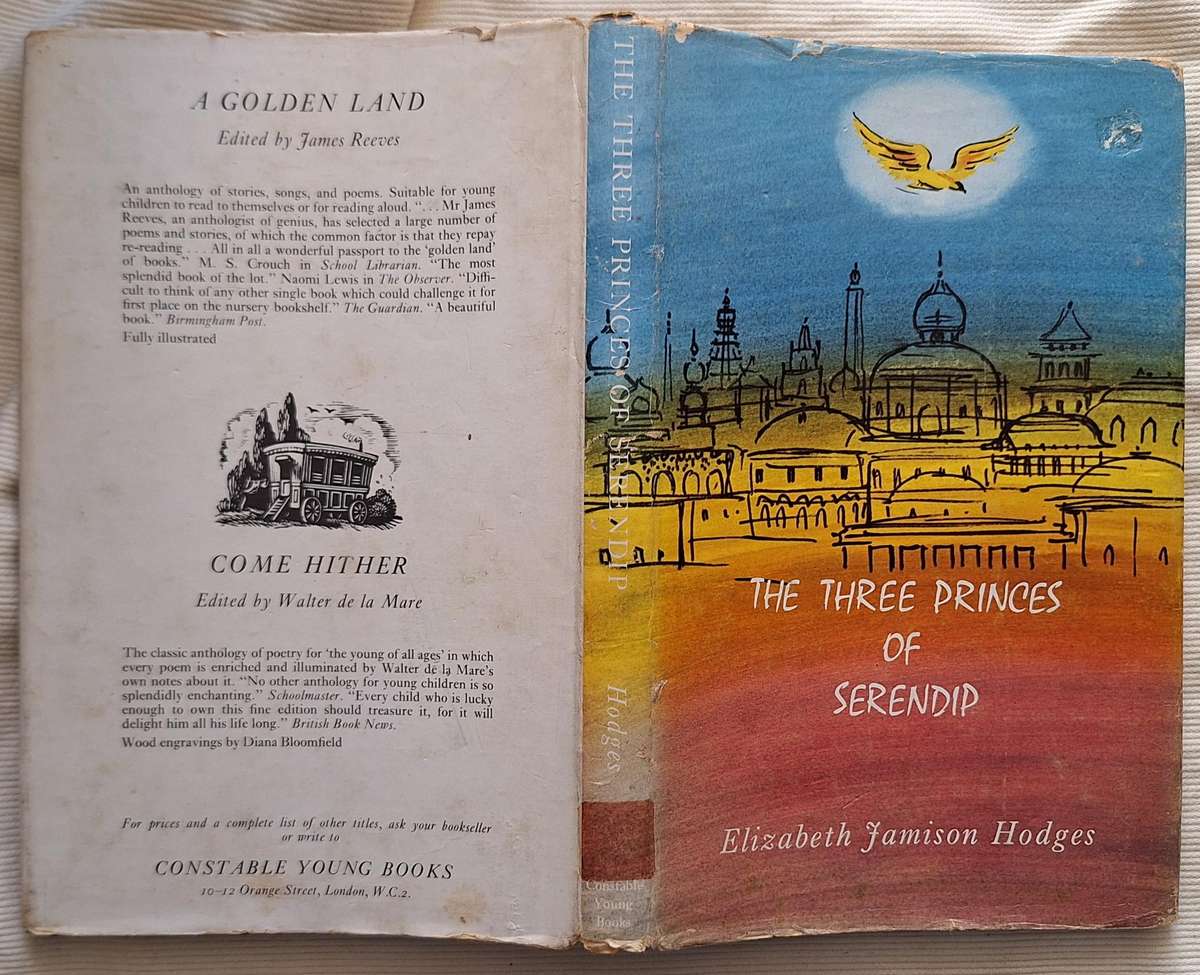 A GOLDEN LAND
Edited by James Reeves
An anthology of stories, songs, and poems. Suitable for young
children to read to themselves or for reading aloud. “. . . Mr James
Reeves, an anthologist of genius, has selected a large number of
poems and stories, of which the common factor is that they repay
re-reading . . . All in all a wonderful passport to the ‘golden land’
of books.” M. S. Crouch in School Librarian. “The most
splendid book of the lot.” Naomi Lewis in The Observer. “Diffi-
cult to think of any other single book which could challenge it for
first place on the nursery bookshelf.” The Guardian. “A beautiful
book.” Birmingham Post.
Fully illustrated
COME HITHER
Edited by Walter de la Mare
The classic anthology of poetry for ‘the young of all ages’ in which
every poem is enriched and illuminated by Walter de la Mare’s
own notes about it. “No other anthology for young children is so
splendidly enchanting.” Schoolmaster. “Every child who is lucky
enough to own this fine edition should treasure it, for it will
delight him all his life long.” British Book News.
Wood engravings by Diana Bloomfield
For prices and a complete list of other titles, ask your bookseller
or write to
CONSTABLE YOUNG BOOKS
10–12 Orange Street, London, W.C.2.
THE THREE PRINCES OF SERENDIP
Hodges
Constable
Young
Books
THE THREE PRINCES
OF
SERENDIP
Elizabeth Jamison Hodges